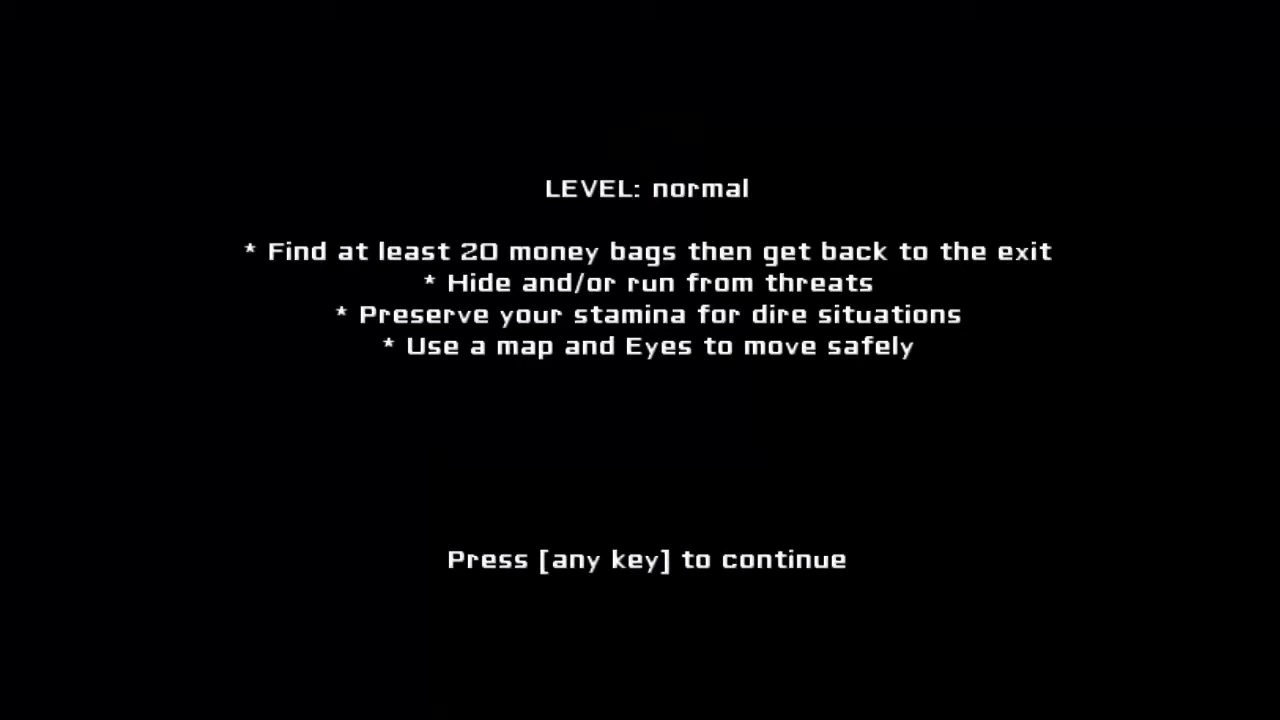 LEVEL: normal
* Find at least 20 money bags then get back to the exit
* Hide and/or run from threats
* Preserve your stamina for dire situations
* Use a map and Eyes to move safely
Press [any key] to continue